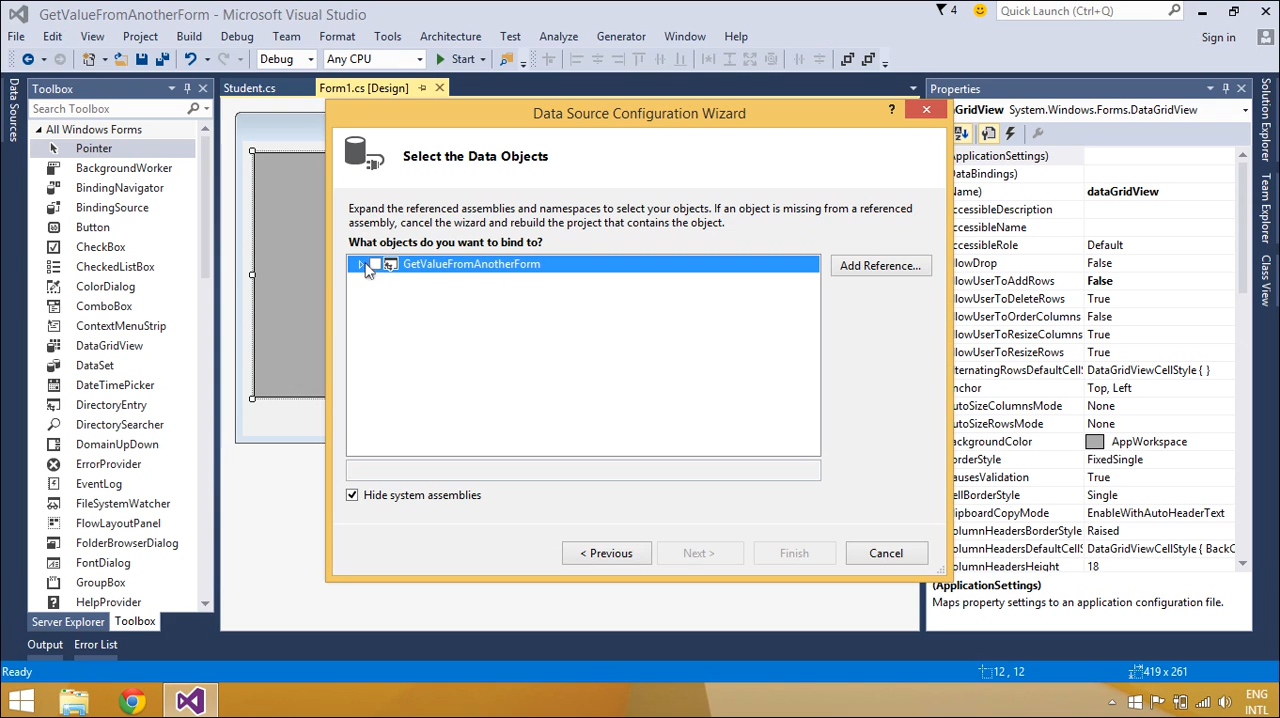 GetValueFromAnotherForm - Microsoft Visual Studio
4
Quick Launch (Ctrl+Q)
File Edit View Project Build Debug Team Format Tools Architecture Test Analyze Generator Window Help
Sign in
Debug Any CPU Start
Data Sources
Toolbox
Search Toolbox
All Windows Forms
Pointer
BackgroundWorker
BindingNavigator
BindingSource
Button
CheckBox
CheckedListBox
ColorDialog
ComboBox
ContextMenuStrip
DataGridView
DataSet
DateTimePicker
DirectoryEntry
DirectorySearcher
DomainUpDown
ErrorProvider
EventLog
FileSystemWatcher
FlowLayoutPanel
FolderBrowserDialog
FontDialog
GroupBox
HelpProvider
Server Explorer Toolbox
Output Error List
Student.cs Form1.cs [Design]
Data Source Configuration Wizard
?
Select the Data Objects
Expand the referenced assemblies and namespaces to select your objects. If an object is missing from a referenced
assembly, cancel the wizard and rebuild the project that contains the object.
What objects do you want to bind to?
GetValueFromAnotherForm
Add Reference...
Hide system assemblies
< Previous Next > Finish Cancel
Properties
aGridView System.Windows.Forms.DataGridView
ApplicationSettings)
DataBindings)
Name) dataGridView
ccessibleDescription
ccessibleName
ccessibleRole Default
llowDrop False
llowUserToAddRows False
llowUserToDeleteRows True
llowUserToOrderColumns False
llowUserToResizeColumns True
llowUserToResizeRows True
lternatingRowsDefaultCellS DataGridViewCellStyle { }
nchor Top, Left
utoSizeColumnsMode None
utoSizeRowsMode None
ackgroundColor AppWorkspace
orderStyle FixedSingle
ausesValidation True
ellBorderStyle Single
lipboardCopyMode EnableWithAutoHeaderText
olumnHeadersBorderStyle Raised
olumnHeadersDefaultCellS DataGridViewCellStyle { BackC
olumnHeadersHeight 18
(ApplicationSettings)
Maps property settings to an application configuration file.
Solution Explorer
Team Explorer
Class View
Ready
12 , 12
419 x 261
ENG
INTL